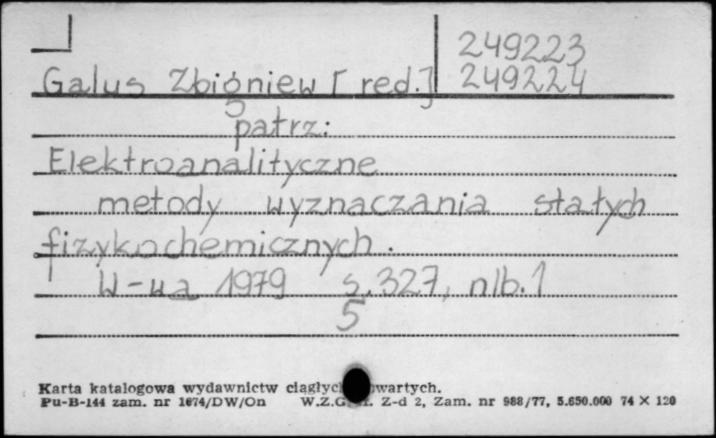 249223
Galus Zbigniew [red.] 249224
patrz:
Elektroanalityczne
metody wyznaczania stałych
fizykochemicznych.
W-wa 1979 s.327, nlb.1
5
Karta katalogowa wydawnictw ciągłych zwartych.
Pu-B-144 zam. nr 1674/DW/On W.Z.G. Z-d 2, Zam. nr 988/77, 5.650.000 74 X 120